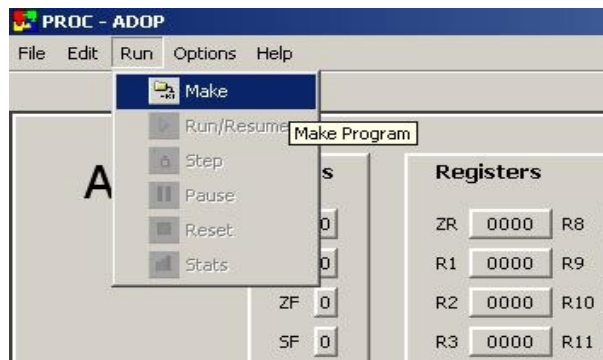 PROC - ADOP
File Edit Run Options Help
Make
Run/Resume
Make Program
Step
Pause
Reset
Stats
A
s
0
0
ZF 0
SF 0
Registers
ZR 0000 R8
R1 0000 R9
R2 0000 R10
R3 0000 R11